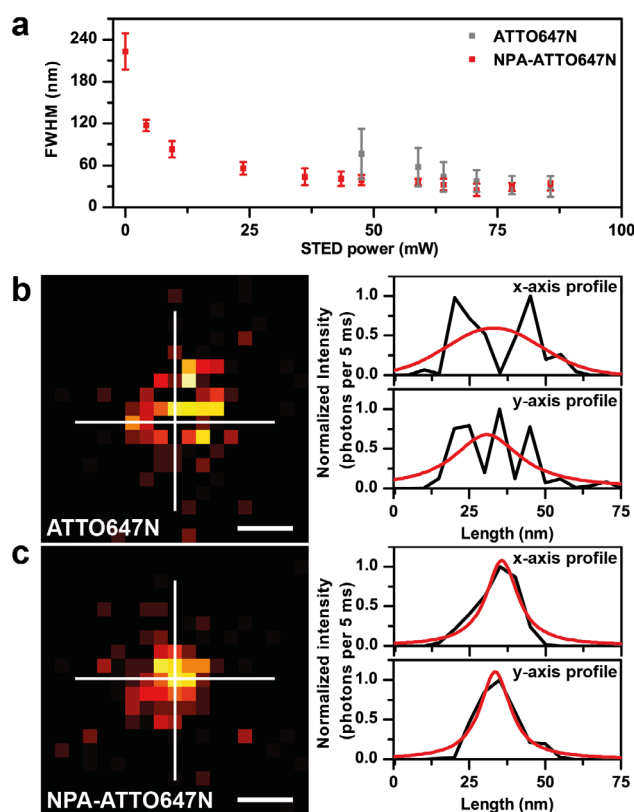 a
ATTO647N
NPA-ATTO647N
FWHM (nm)
240
180
120
60
0
0
25
50
75
100
STED power (mW)
b
ATTO647N
Normalized Intensity
(photons per 5 ms)
x-axis profile
1.0
0.5
0.0
y-axis profile
1.0
0.5
0.0
0
25
50
75
Length (nm)
c
NPA-ATTO647N
Normalized intensity
(photons per 5 ms)
x-axis profile
1.0
0.5
0.0
y-axis profile
1.0
0.5
0.0
0
25
50
75
Length (nm)